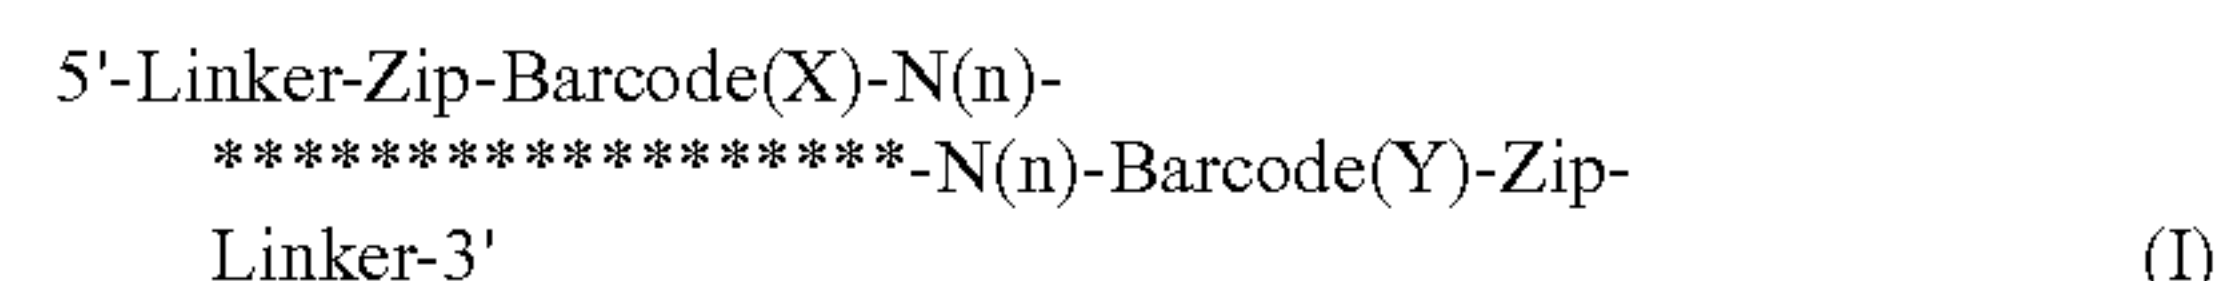 5'-Linker-Zip-Barcode(X)-N(n)-
******************-N(n)-Barcode(Y)-Zip-
Linker-3' (I)